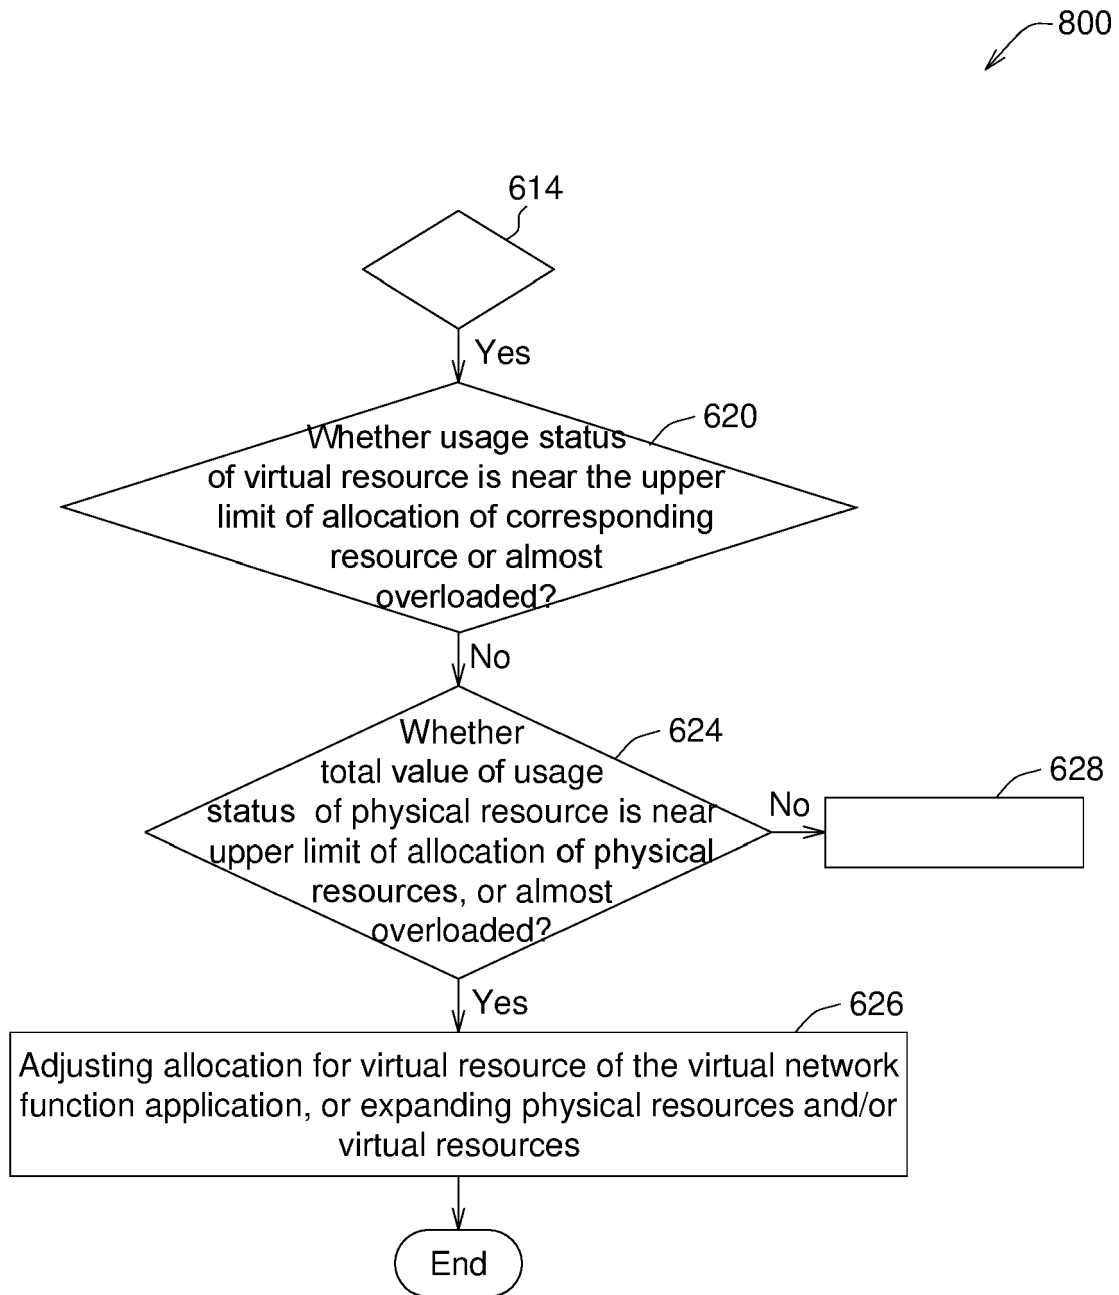 800
614
Yes
620
Whether usage status
of virtual resource is near the upper
limit of allocation of corresponding
resource or almost
overloaded?
No
624
Whether
total value of usage
status of physical resource is near
upper limit of allocation of physical
resources, or almost
overloaded?
No
628
Yes
626
Adjusting allocation for virtual resource of the virtual network
function application, or expanding physical resources and/or
virtual resources
End